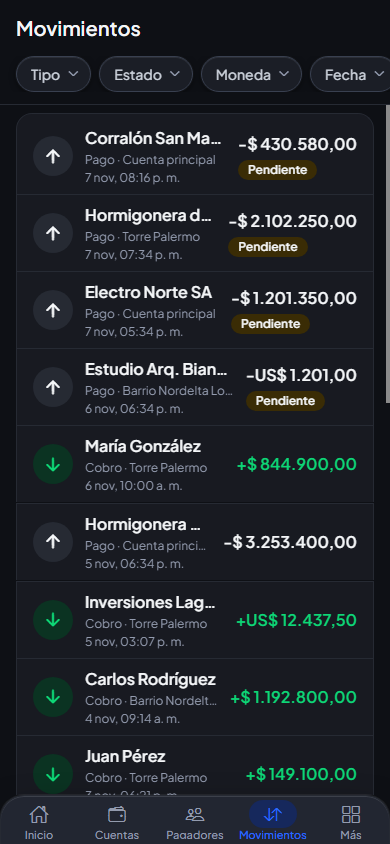 Movimientos
Tipo
Estado
Moneda
Fecha
Corralón San Ma...
-$ 430.580,00
Pago · Cuenta principal
Pendiente
7 nov, 08:16 p. m.
Hormigonera d...
-$ 2.102.250,00
Pago · Torre Palermo
Pendiente
7 nov, 07:34 p. m.
Electro Norte SA
-$ 1.201.350,00
Pago · Cuenta principal
Pendiente
7 nov, 05:34 p. m.
Estudio Arq. Bian...
-US$ 1.201,00
Pago · Barrio Nordelta Lo...
Pendiente
6 nov, 06:34 p. m.
María González
Cobro · Torre Palermo
+$ 844.900,00
6 nov, 10:00 a. m.
Hormigonera ...
Pago · Cuenta princi...
-$ 3.253.400,00
5 nov, 06:34 p. m.
Inversiones Lag...
Cobro · Torre Palermo
+US$ 12.437,50
5 nov, 03:07 p. m.
Carlos Rodríguez
Cobro · Barrio Nordelt...
+$ 1.192.800,00
4 nov, 09:14 a. m.
Juan Pérez
Cobro · Torre Palermo
+$ 149.100,00
Inicio
Cuentas
Pagadores
Movimientos
Más